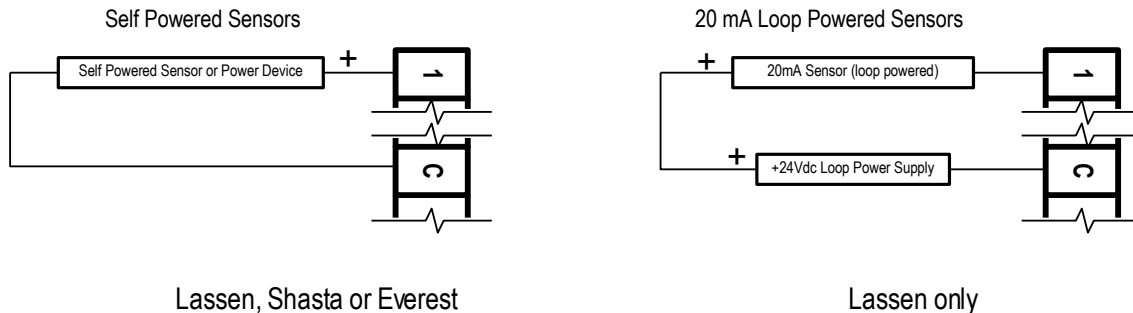 Self Powered Sensors
Self Powered Sensor or Power Device
+
1
C
Lassen, Shasta or Everest
20 mA Loop Powered Sensors
+
20mA Sensor (loop powered)
1
+
+24Vdc Loop Power Supply
C
Lassen only